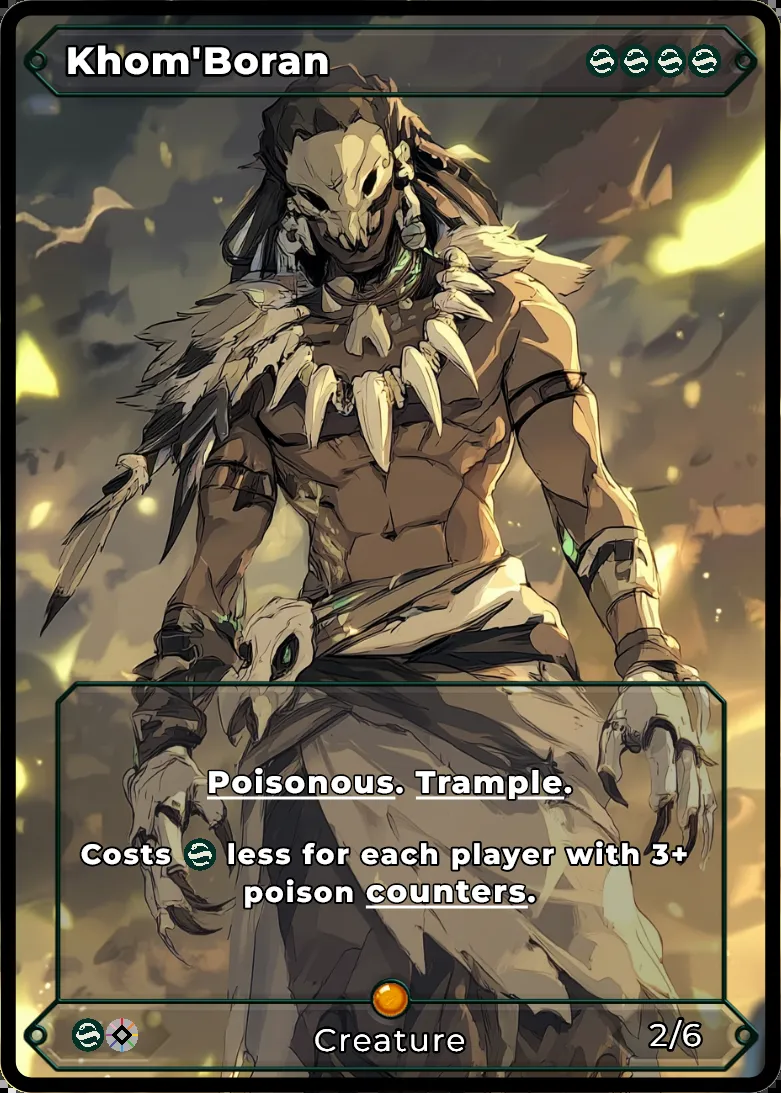 Khom'Boran
Poisonous. Trample.
Costs less for each player with 3+
poison counters.
Creature
2/6